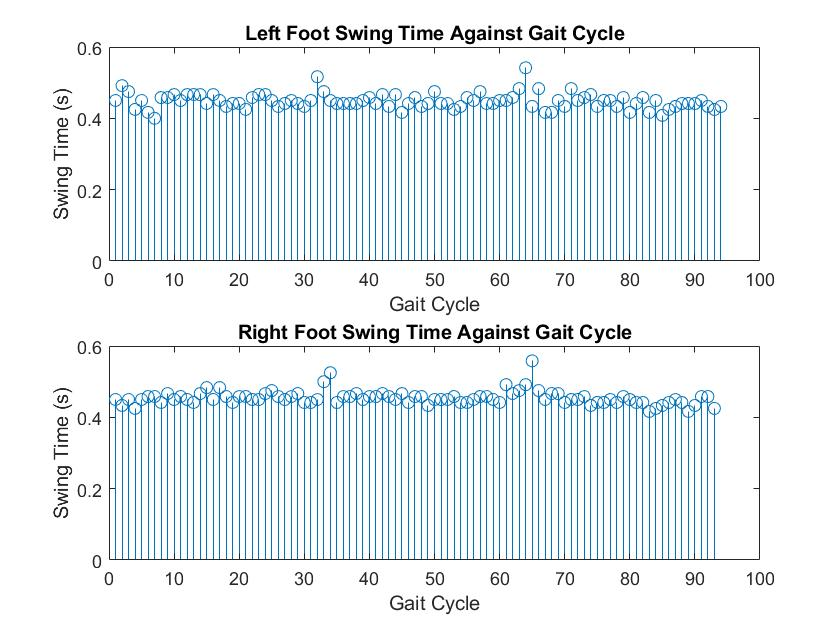 Left Foot Swing Time Against Gait Cycle
0.6
0.4
0.2
0
Swing Time (s)
0 10 20 30 40 50 60 70 80 90 100
Gait Cycle
Right Foot Swing Time Against Gait Cycle
0.6
0.4
0.2
0
Swing Time (s)
0 10 20 30 40 50 60 70 80 90 100
Gait Cycle